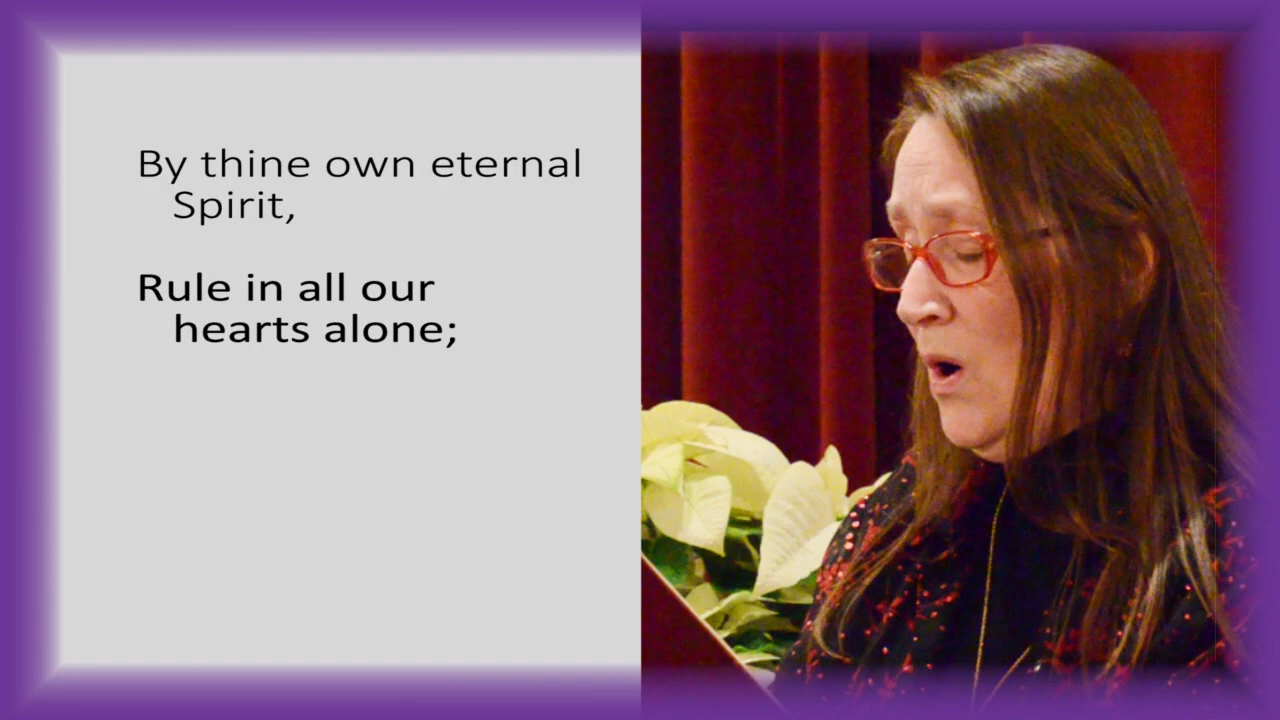 By thine own eternal
Spirit,
Rule in all our
hearts alone;